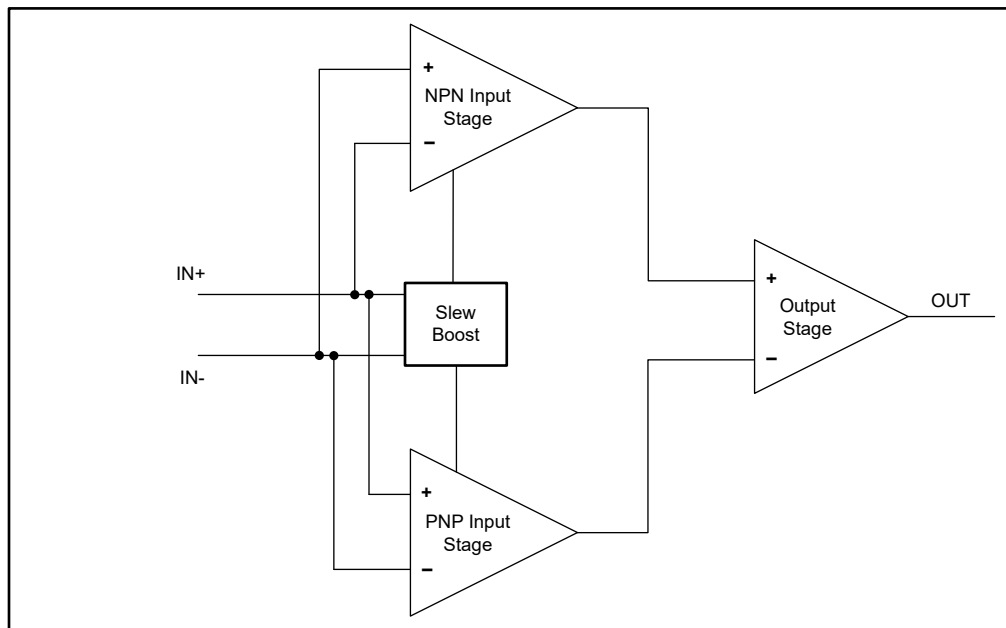 +
NPN Input
Stage
−
IN+
Slew
Boost
IN-
+
Output
Stage
−
OUT
+
PNP Input
Stage
−